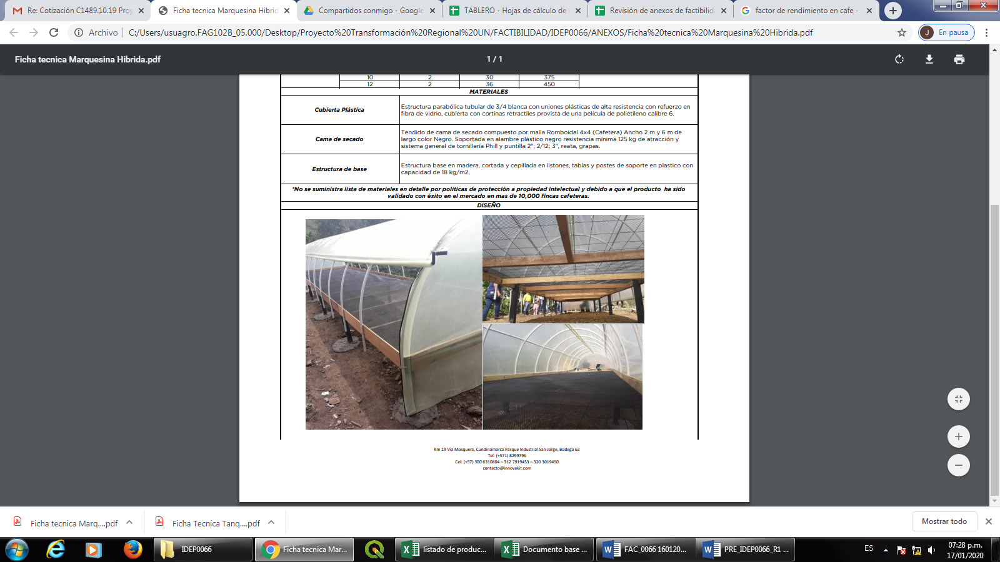 Re: Cotización C1489.10.19 Proy
Ficha tecnica Marquesina Hibrid
Compartidos conmigo - Google
TABLERO - Hojas de cálculo de
Revisión de anexos de factibilid
factor de rendimiento en cafe -
Archivo
C:/Users/usuagro.FAG102B_05.000/Desktop/Proyecto%20Transformación%20Regional%20UN/FACTIBILIDAD/IDEP0066/ANEXOS/Ficha%20tecnica%20Marquesina%20Hibrida.pdf
J
En pausa
Ficha tecnica Marquesina Hibrida.pdf
1 / 1
10 2 30 375
12 2 36 450
MATERIALES
Cubierta Plástica
Estructura parabólica tubular de 3/4 blanca con uniones plásticas de alta resistencia con refuerzo en
fibra de vidrio, cubierta con cortinas retractiles provista de una película de polietileno calibre 6.
Cama de secado
Tendido de cama de secado compuesto por malla Romboidal 4x4 (Cafetera) Ancho 2 m y 6 m de
largo color Negro. Soportada en alambre plástico negro resistencia mínima 125 kg de atracción y
sistema general de tornillería Phill y puntilla 2"; 2/12; 3", reata, grapas.
Estructura de base
Estructura base en madera, cortada y cepillada en listones, tablas y postes de soporte en plastico con
capacidad de 18 kg/m2,
*No se suministra lista de materiales en detalle por políticas de protección a propiedad intelectual y debido a que el producto ha sido
validado con éxito en el mercado en mas de 10,000 fincas cafeteras.
DISEÑO
Km 19 Vía Mosquera, Cundinamarca Parque Industrial San Jorge, Bodega 62
Tel: (+571) 8299796
Cel: (+57) 300 6310804 – 312 7919453 – 320 3019450
contacto@innovakit.com
Ficha tecnica Marq....pdf
Ficha Tecnica Tanq....pdf
Mostrar todo
IDEP0066
Ficha tecnica Mar...
listado de produc...
Documento base ...
FAC_0066 160120...
PRE_IDEP0066_R1 ...
ES
07:28 p.m.
17/01/2020